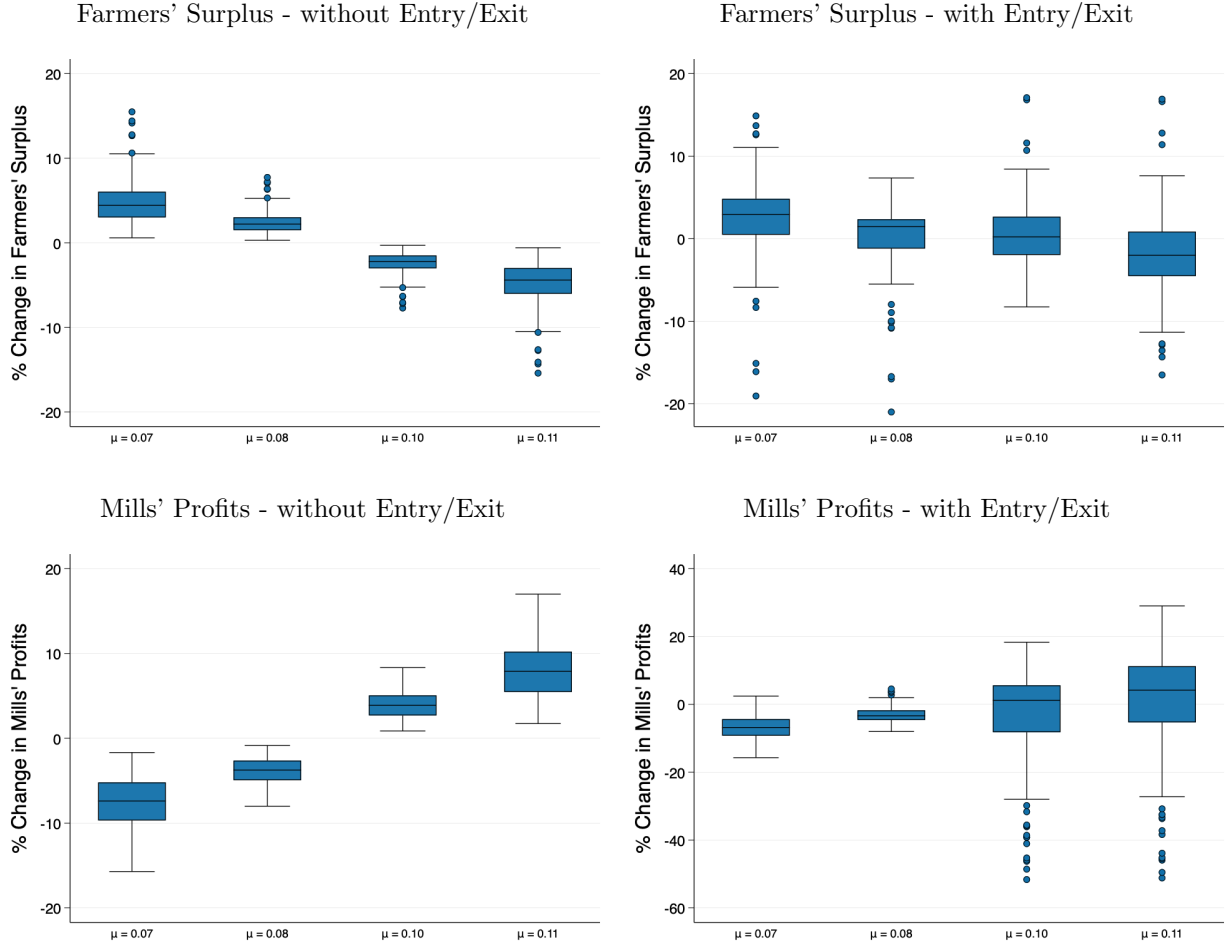 Farmers' Surplus - without Entry/Exit
% Change in Farmers' Surplus
20
10
0
-10
-20
μ = 0.07 μ = 0.08 μ = 0.10 μ = 0.11
Farmers' Surplus - with Entry/Exit
% Change in Farmers' Surplus
20
10
0
-10
-20
μ = 0.07 μ = 0.08 μ = 0.10 μ = 0.11
Mills' Profits - without Entry/Exit
% Change in Mills' Profits
20
10
0
-10
-20
μ = 0.07 μ = 0.08 μ = 0.10 μ = 0.11
Mills' Profits - with Entry/Exit
% Change in Mills' Profits
40
20
0
-20
-40
-60
μ = 0.07 μ = 0.08 μ = 0.10 μ = 0.11